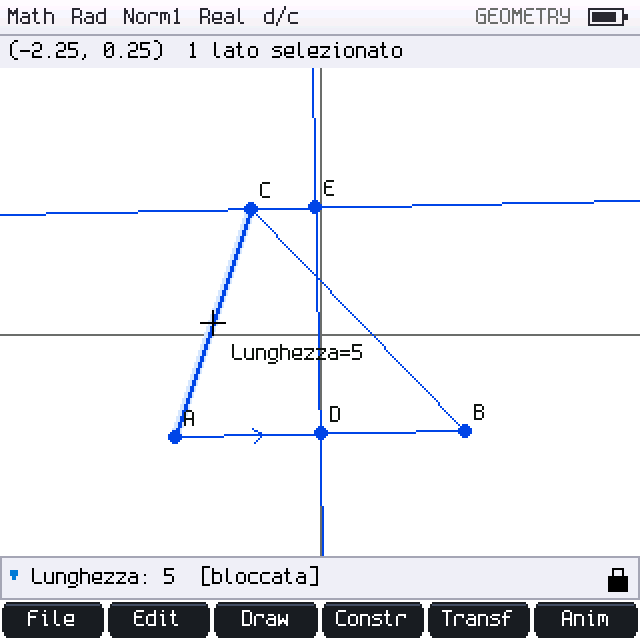 Math Rad Norm1 Real d/c GEOMETRY
(-2.25, 0.25) 1 lato selezionato
C E
Lunghezza=5
A D B
Lunghezza: 5 [bloccata]
File Edit Draw Constr Transf Anim